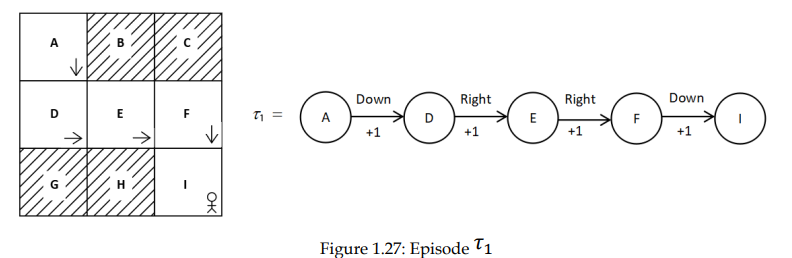 A B C
D E F
G H I
τ₁ =
A Down +1 D Right +1 E Right +1 F Down +1 I
Figure 1.27: Episode τ₁